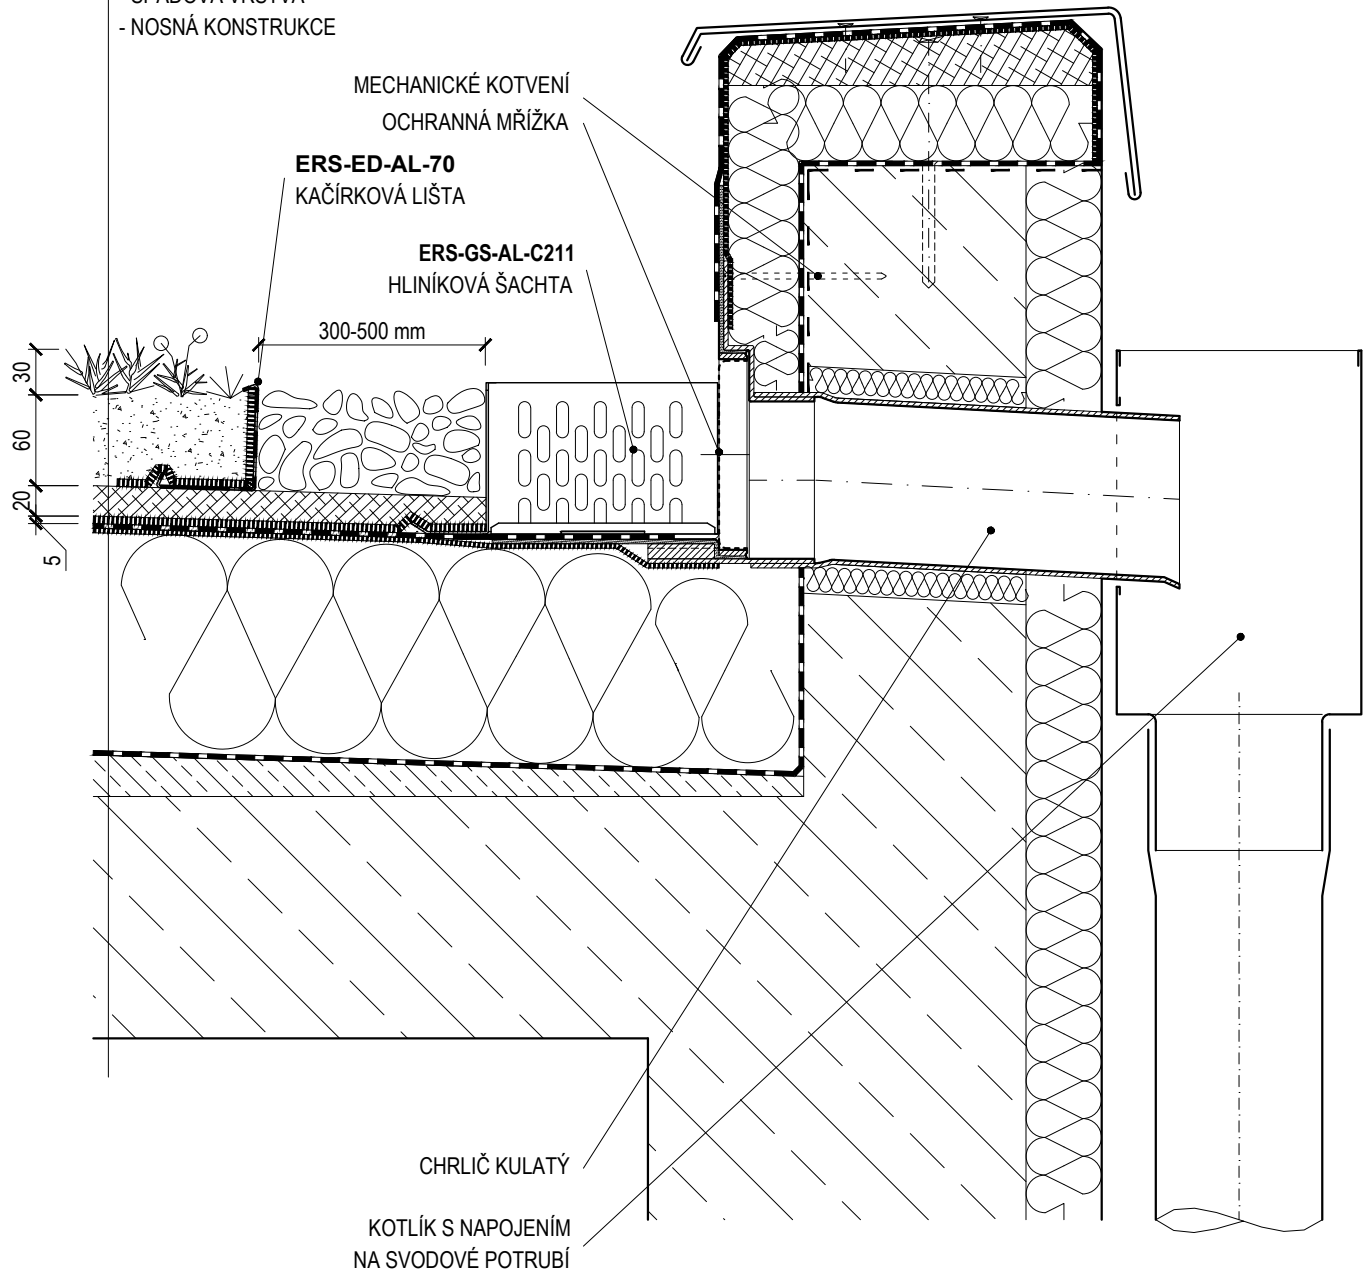 - NOSNÁ KONSTRUKCE
MECHANICKÉ KOTVENÍ
OCHRANNÁ MŘÍŽKA
ERS-ED-AL-70
KAČÍRKOVÁ LIŠTA
ERS-GS-AL-C211
HLINÍKOVÁ ŠACHTA
300-500 mm
30
60
20
5
CHRLIČ KULATÝ
KOTLÍK S NAPOJENÍM
NA SVODOVÉ POTRUBÍ